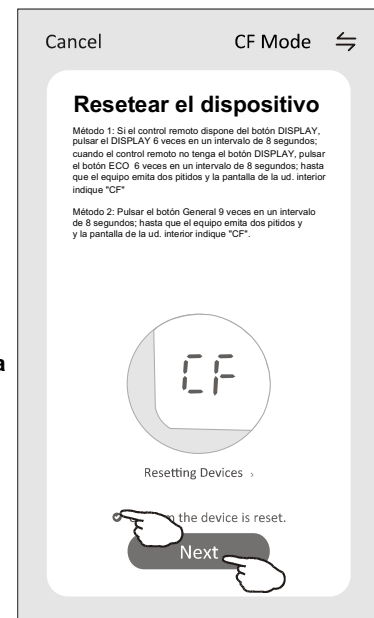 Cancel CF Mode
Resetear el dispositivo
Método 1: Si el control remoto dispone del botón DISPLAY,
pulsar el DISPLAY 6 veces en un intervalo de 8 segundos;
cuando el control remoto no tenga el botón DISPLAY, pulsar
el botón ECO 6 veces en un intervalo de 8 segundos; hasta
que el equipo emita dos pitidos y la pantalla de la ud. interior
indique "CF"
Método 2: Pulsar el botón General 9 veces en un intervalo
de 8 segundos; hasta que el equipo emita dos pitidos y
y la pantalla de la ud. interior indique "CF".
a
CF
Resetting Devices ›
the device is reset.
Next